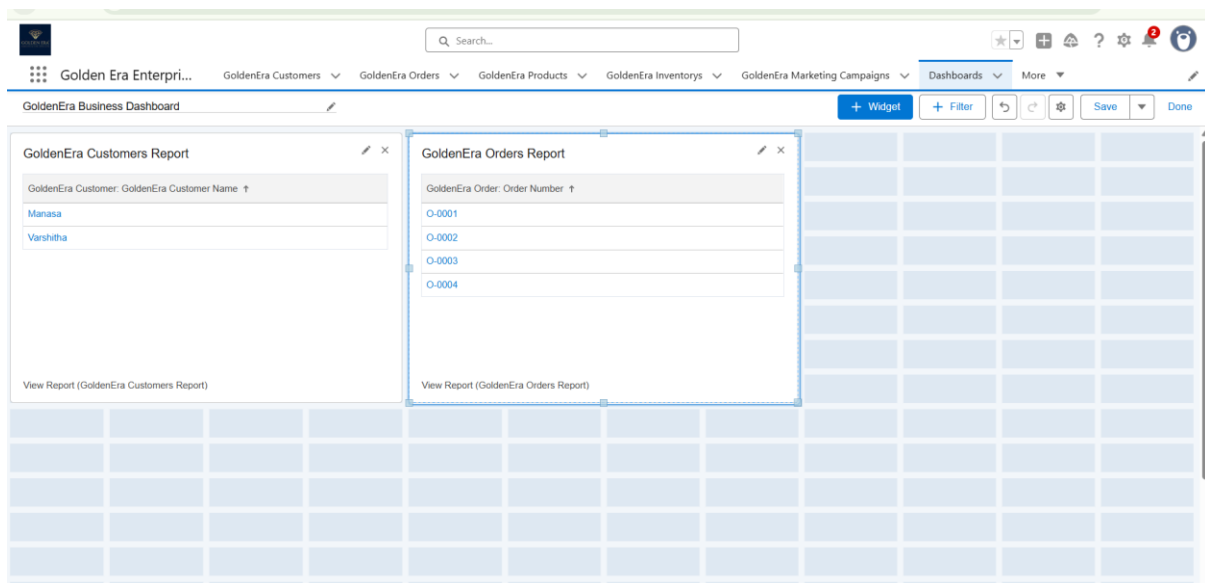 Search...
2
Golden Era Enterpri...
GoldenEra Customers
GoldenEra Orders
GoldenEra Products
GoldenEra Inventorys
GoldenEra Marketing Campaigns
Dashboards
More
GoldenEra Business Dashboard
+ Widget
+ Filter
Save
Done
GoldenEra Customers Report
GoldenEra Customer: GoldenEra Customer Name ↑
Manasa
Varshitha
View Report (GoldenEra Customers Report)
GoldenEra Orders Report
GoldenEra Order: Order Number ↑
O-0001
O-0002
O-0003
O-0004
View Report (GoldenEra Orders Report)